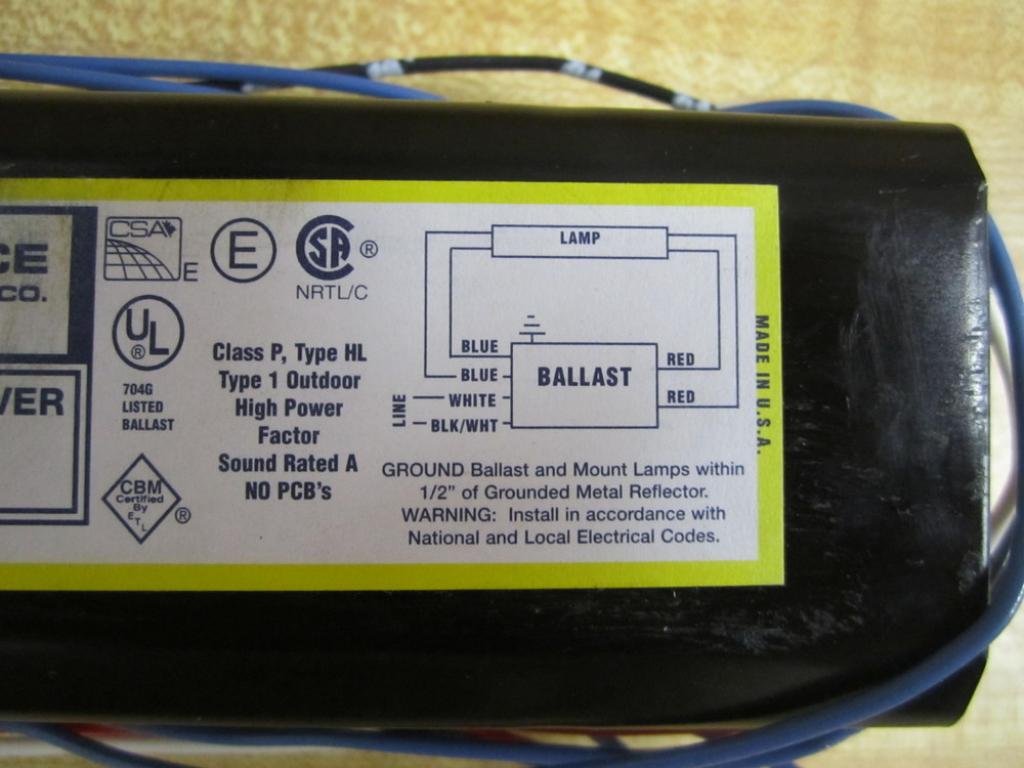 CE
CO.
VER
CSA
E
E
SA ®
NRTL/C
UL
®
704G
LISTED
BALLAST
CBM
Certified
By
ETL
®
Class P, Type HL
Type 1 Outdoor
High Power
Factor
Sound Rated A
NO PCB's
LAMP
BLUE
BLUE
WHITE
BLK/WHT
LINE
BALLAST
RED
RED
GROUND Ballast and Mount Lamps within
1/2" of Grounded Metal Reflector.
WARNING: Install in accordance with
National and Local Electrical Codes.
MADE IN U.S.A.